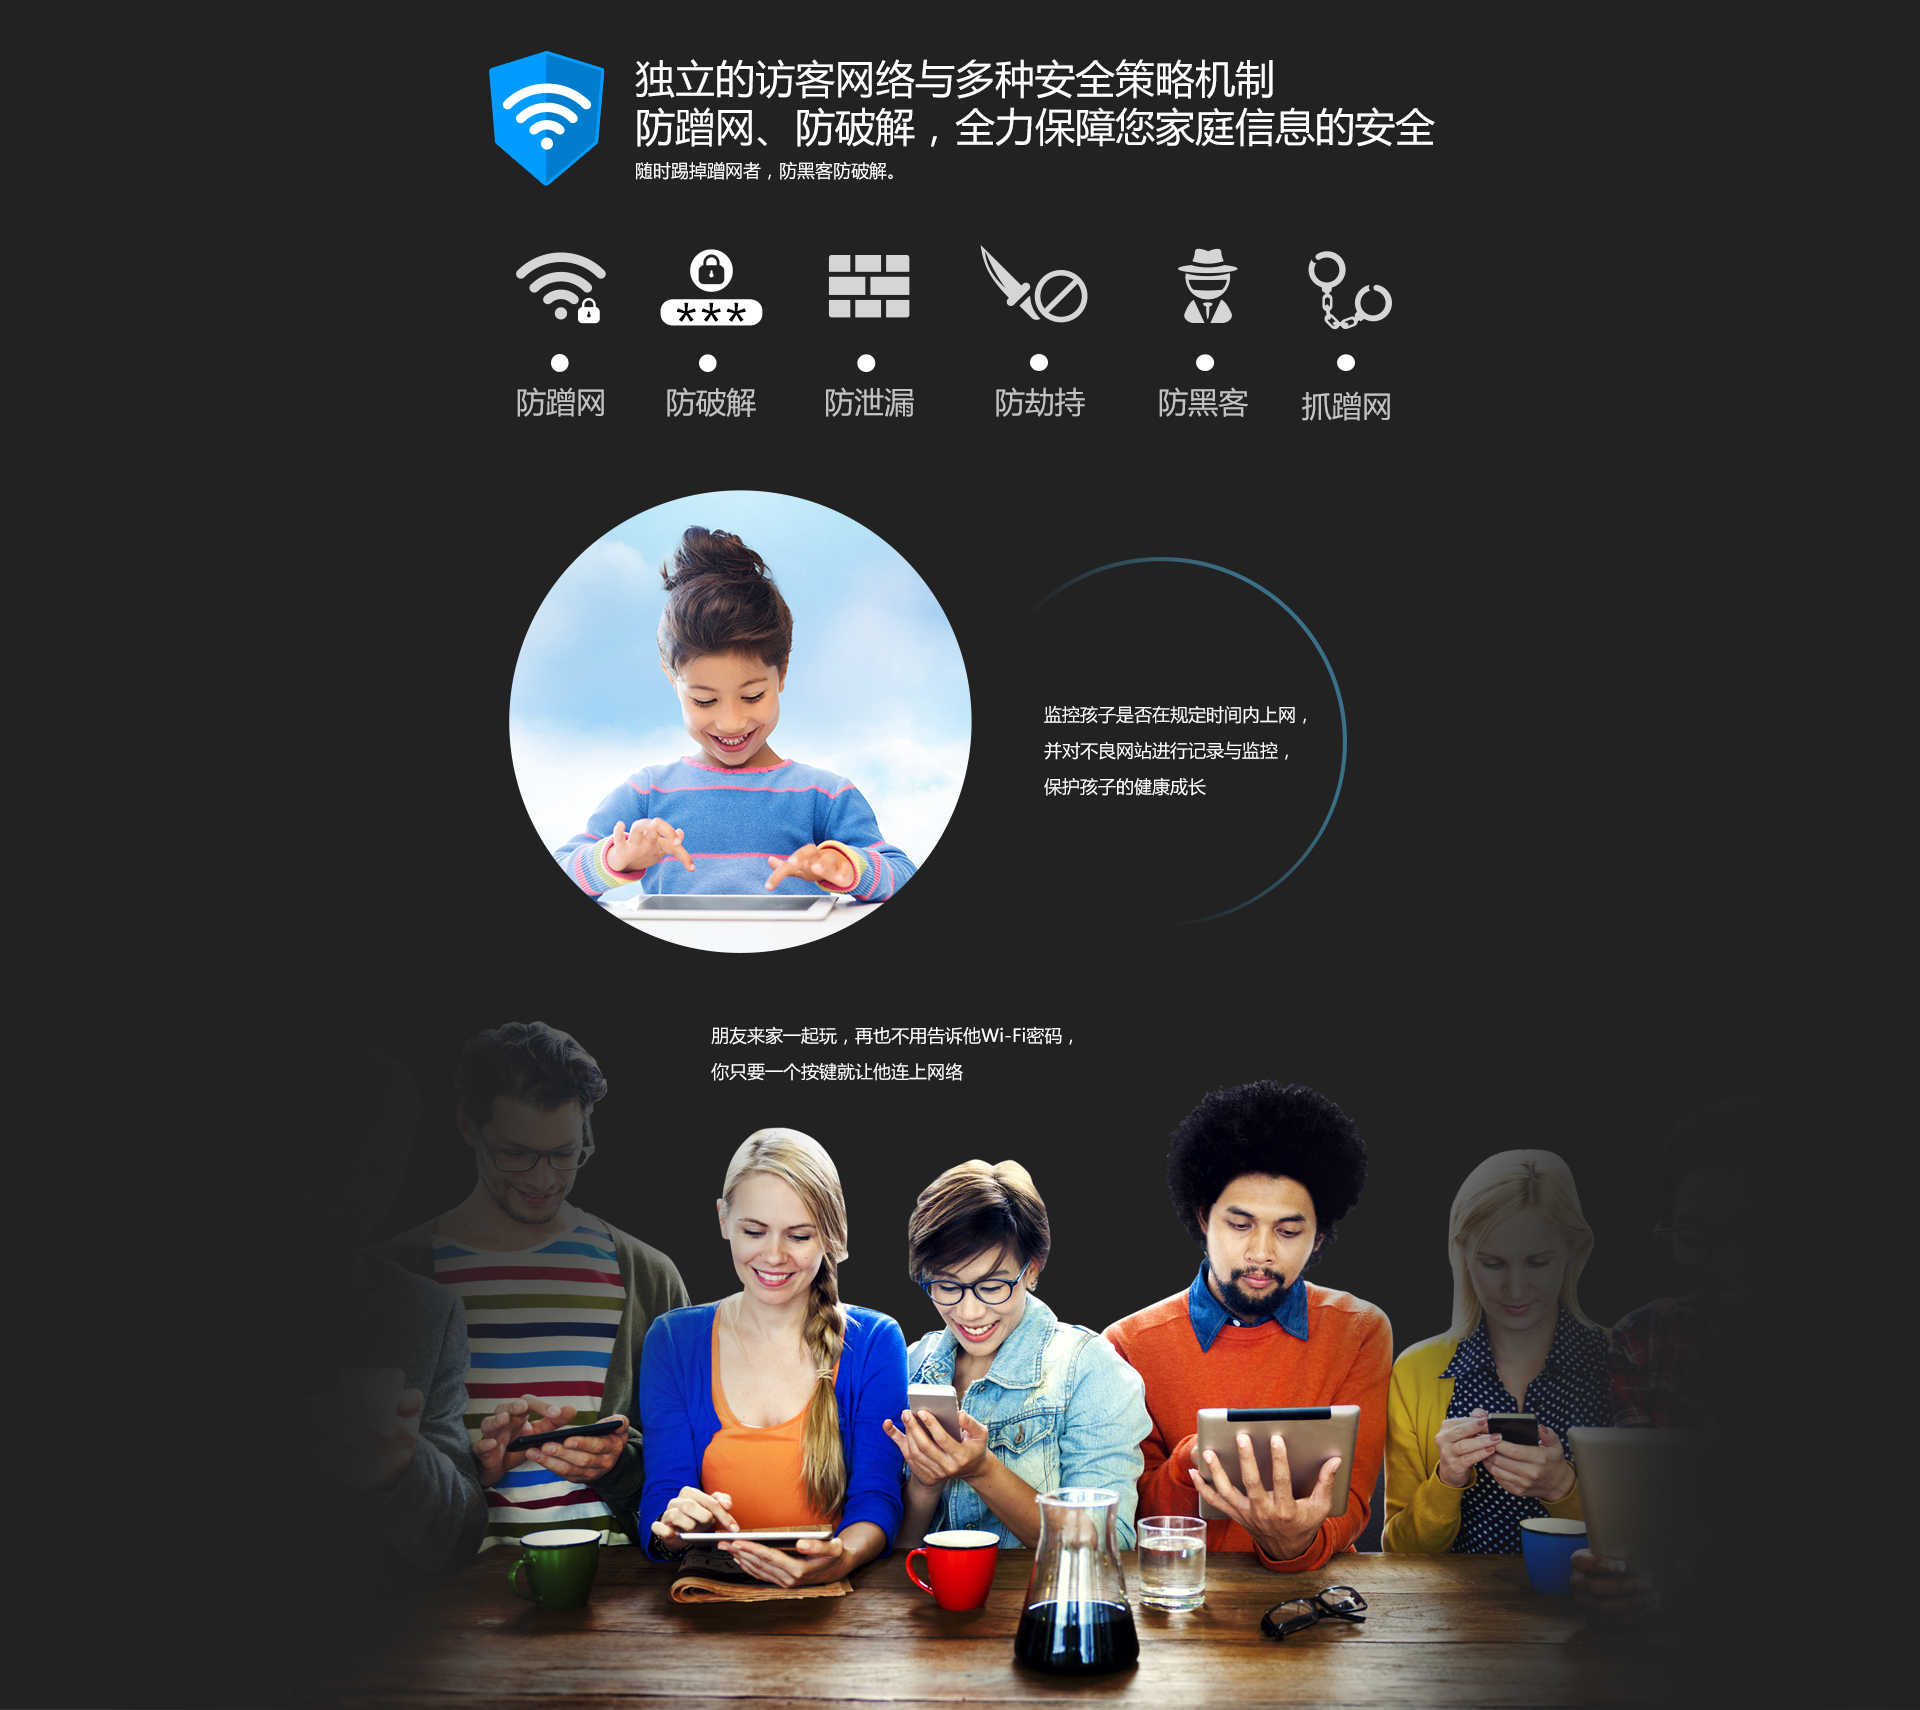 独立的访客网络与多种安全策略机制
防蹭网、防破解，全力保障您家庭信息的安全
随时踢掉蹭网者，防黑客防破解。
***
防蹭网
防破解
防泄漏
防劫持
防黑客
抓蹭网
监控孩子是否在规定时间内上网，
并对不良网站进行记录与监控，
保护孩子的健康成长
朋友来家一起玩，再也不用告诉他Wi-Fi密码，
你只要一个按键就让他连上网络